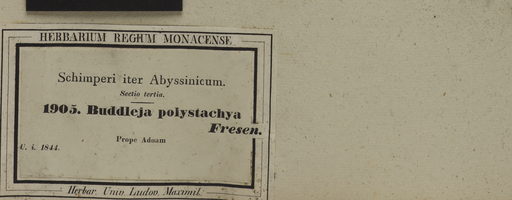 HERBARIUM REGIUM MONACENSE
Schimperi iter Abyssinicum.
Sectio tertia.
1905. Buddleja polystachya
Fresen.
Prope Adoam
U. i. 1844.
Herbar. Univ. Ludov. Maximil.